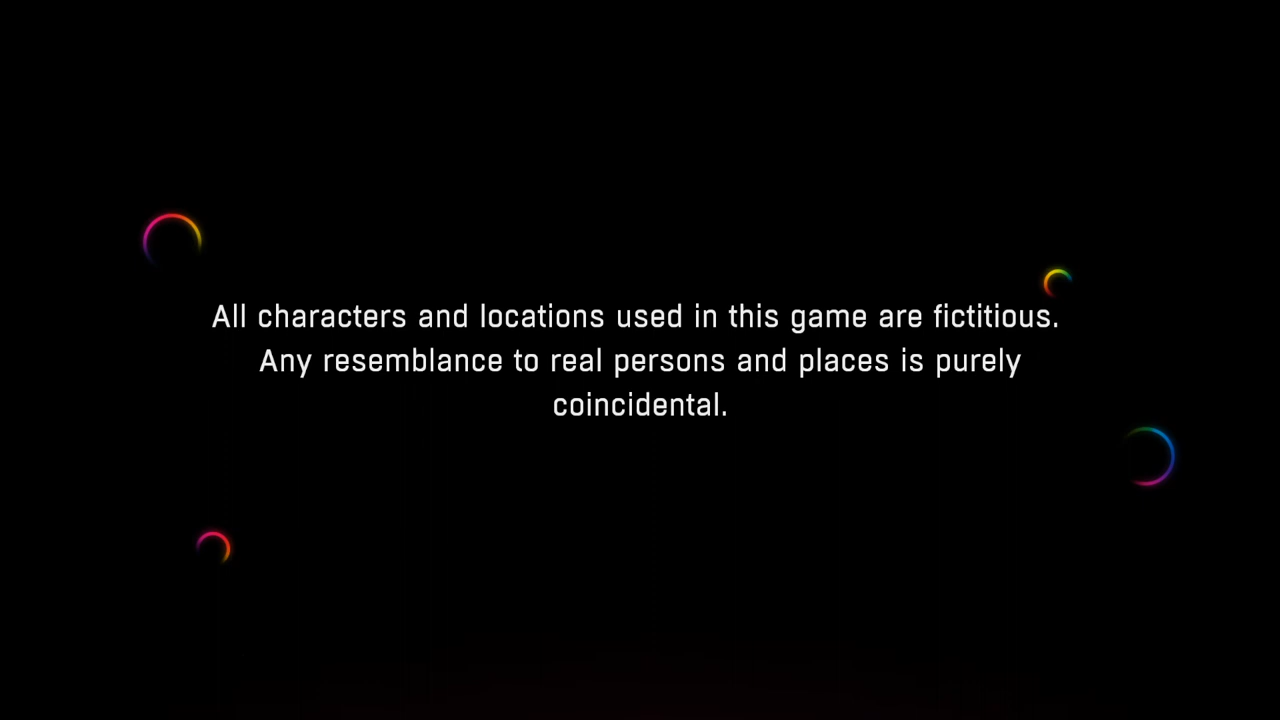 All characters and locations used in this game are fictitious.
Any resemblance to real persons and places is purely
coincidental.